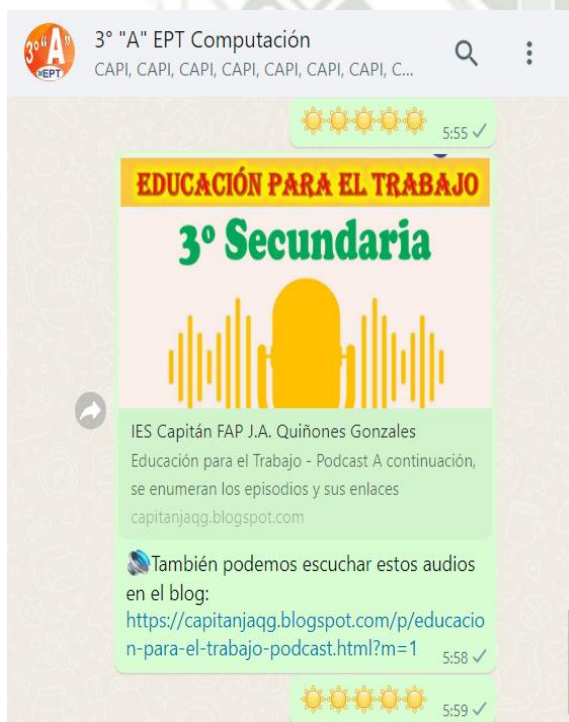 3° "A" EPT Computación
3° "A"
EPT
CAPI, CAPI, CAPI, CAPI, CAPI, CAPI, CAPI, C...
5:55
EDUCACIÓN PARA EL TRABAJO
3º Secundaria
IES Capitán FAP J.A. Quiñones Gonzales
Educación para el Trabajo - Podcast A continuación,
se enumeran los episodios y sus enlaces
capitanjaqg.blogspot.com
También podemos escuchar estos audios
en el blog:
https://capitanjaqg.blogspot.com/p/educacio
n-para-el-trabajo-podcast.html?m=1
5:58
5:59